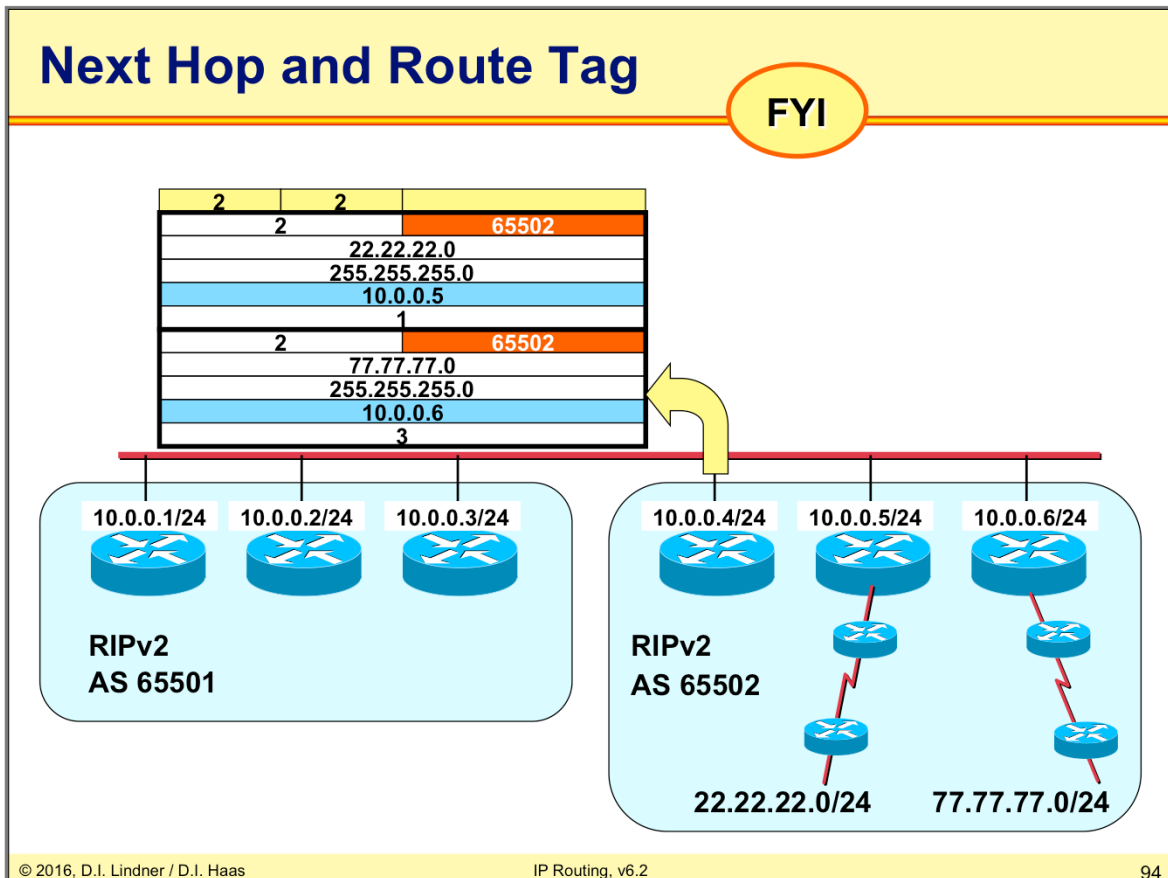 Next Hop and Route Tag
FYI
2 2
2 65502
22.22.22.0
255.255.255.0
10.0.0.5
1
2 65502
77.77.77.0
255.255.255.0
10.0.0.6
3
10.0.0.1/24 10.0.0.2/24 10.0.0.3/24 10.0.0.4/24 10.0.0.5/24 10.0.0.6/24
RIPv2
AS 65501
RIPv2
AS 65502
22.22.22.0/24 77.77.77.0/24
© 2016, D.I. Lindner / D.I. Haas IP Routing, v6.2 94